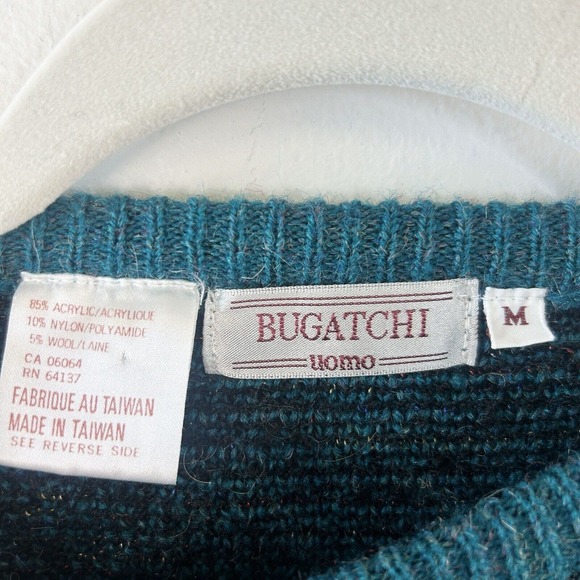 85% ACRYLIC/ACRYLIQUE
10% NYLON/POLYAMIDE
5% WOOL/LAINE
CA 06064
RN 64137
FABRIQUE AU TAIWAN
MADE IN TAIWAN
SEE REVERSE SIDE
BUGATCHI
uomo
M